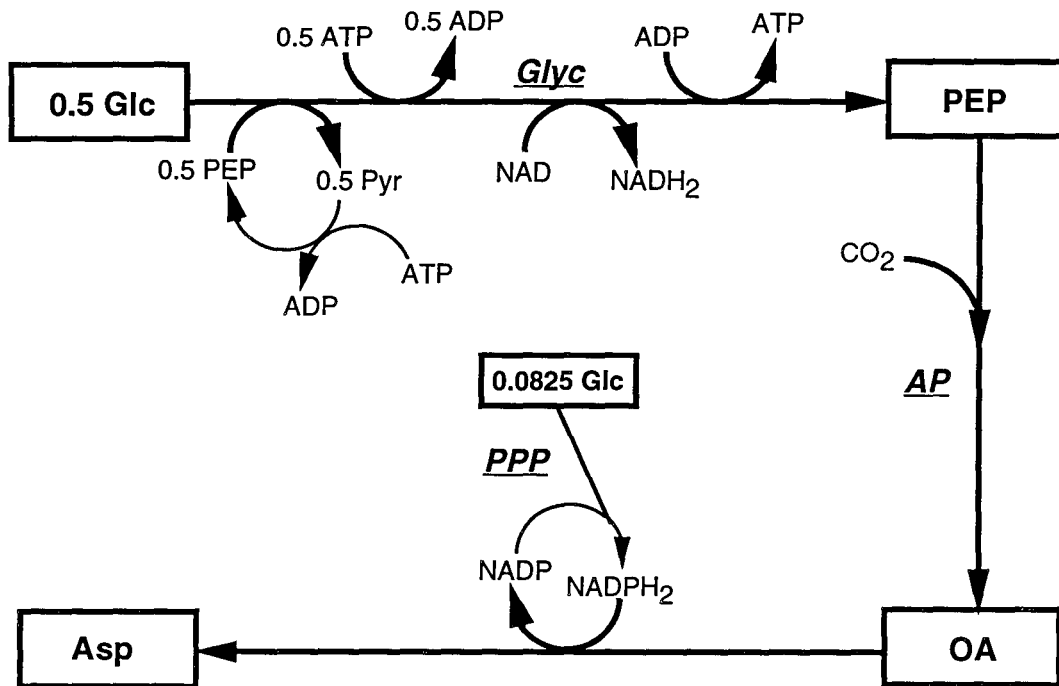 0.5 ATP
0.5 ADP
ADP
ATP
Glyc
0.5 Glc
PEP
0.5 PEP
0.5 Pyr
NAD
NADH2
ADP
ATP
CO2
0.0825 Glc
AP
PPP
NADP
NADPH2
Asp
OA